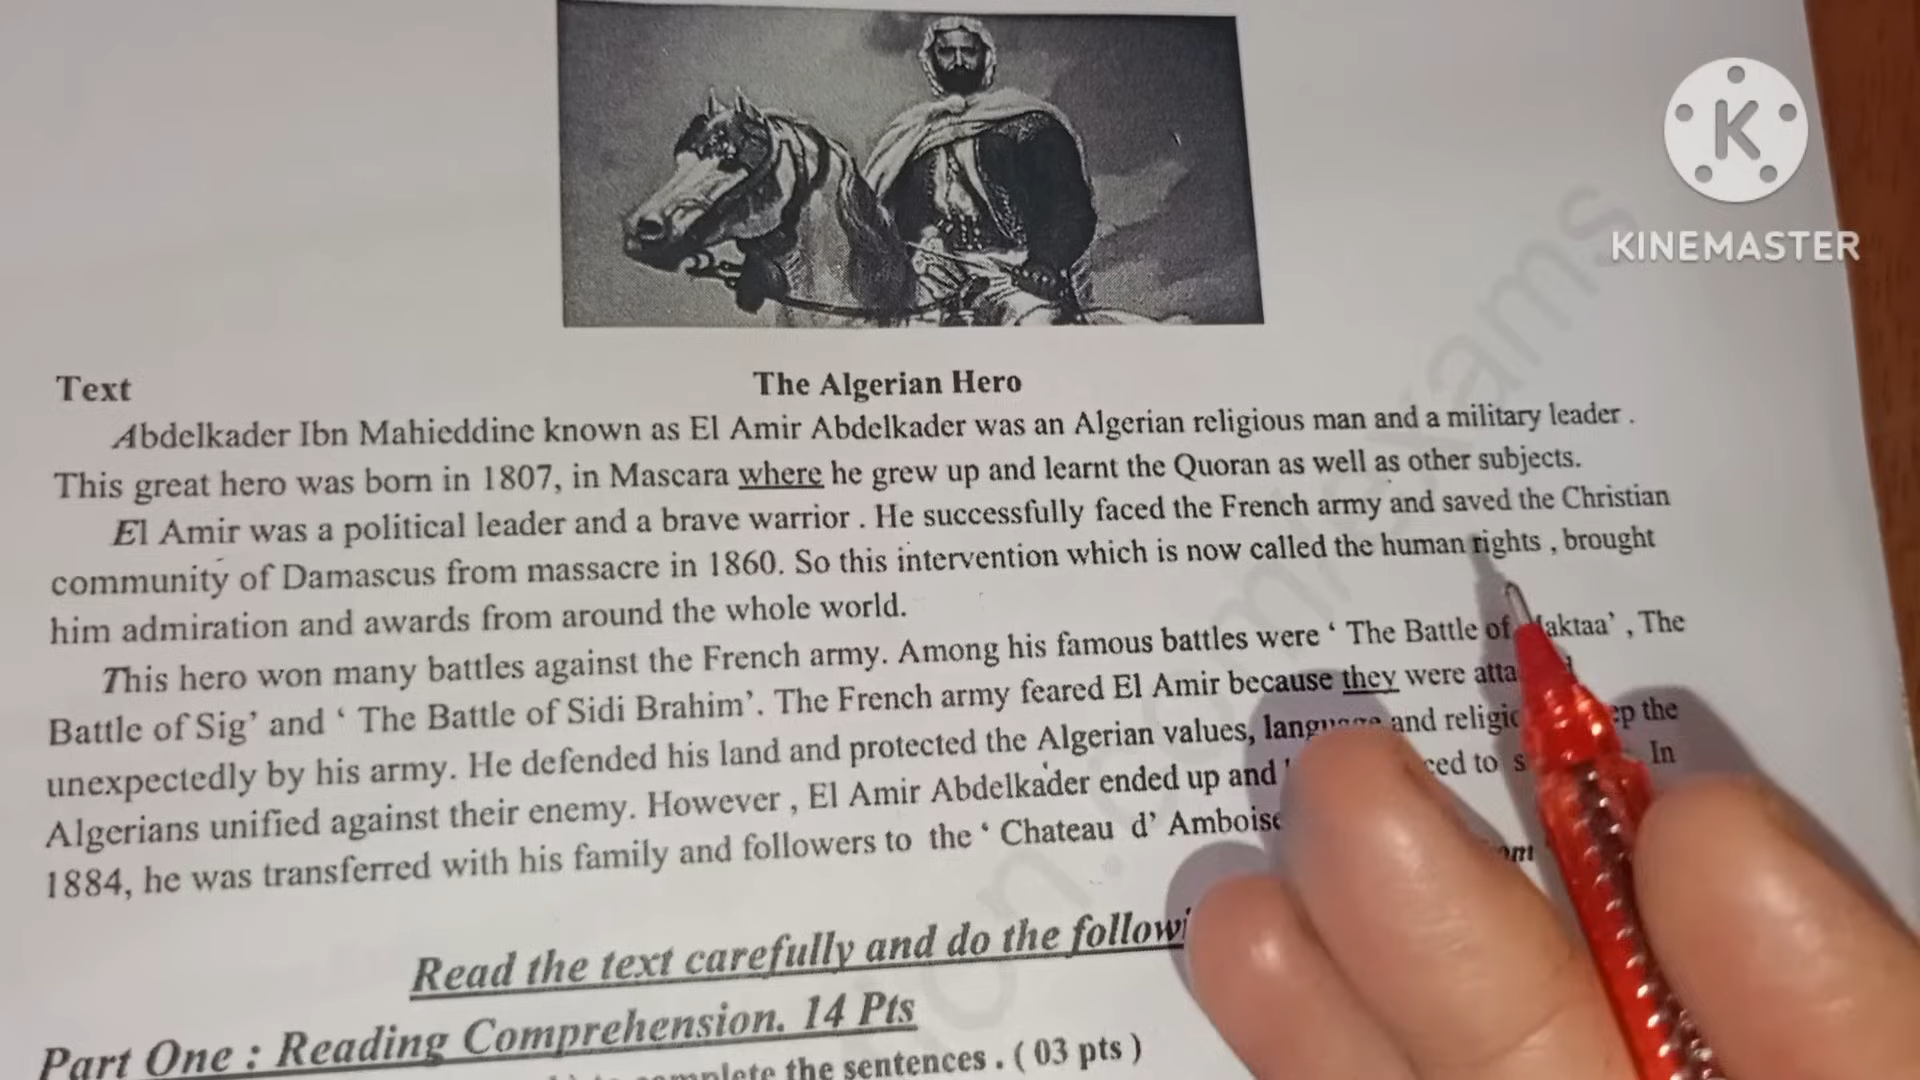 K
KINEMASTER
Text
The Algerian Hero
Abdelkader Ibn Mahieddine known as El Amir Abdelkader was an Algerian religious man and a military leader .
This great hero was born in 1807, in Mascara where he grew up and learnt the Quoran as well as other subjects.
El Amir was a political leader and a brave warrior . He successfully faced the French army and saved the Christian
community of Damascus from massacre in 1860. So this intervention which is now called the human rights , brought
him admiration and awards from around the whole world.
This hero won many battles against the French army. Among his famous battles were ‘ The Battle of , The
Battle of Sig’ and ‘ The Battle of Sidi Brahim’. The French army feared El Amir because they were
unexpectedly by his army. He defended his land and protected the Algerian values, language and the
Algerians unified against their enemy. However , El Amir Abdelkader ended up and to In
1884, he was transferred with his family and followers to the ‘ Chateau d’
Read the text carefully and do the
Part One : Reading Comprehension. 14 Pts
the sentences . ( 03 pts )